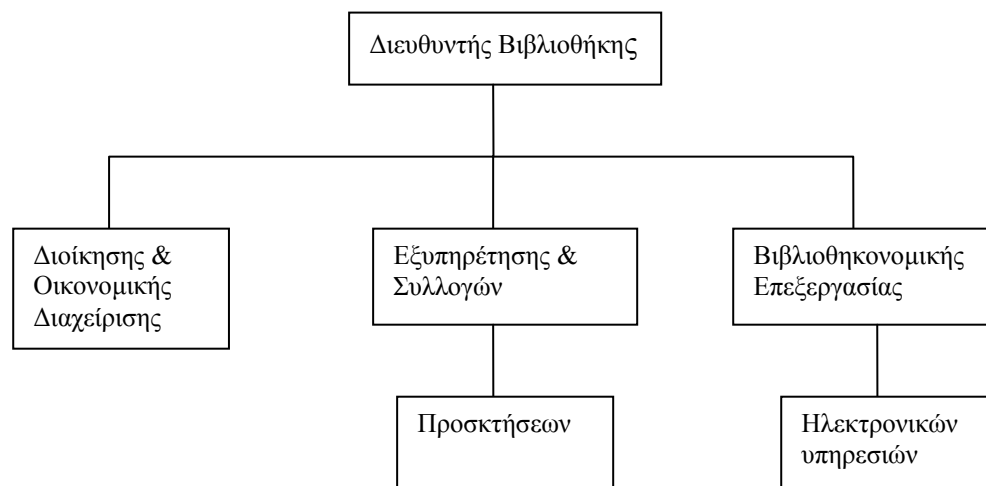 Διευθυντής Βιβλιοθήκης
Διοίκησης &
Οικονομικής
Διαχείρισης
Εξυπηρέτησης &
Συλλογών
Βιβλιοθηκονομικής
Επεξεργασίας
Προσκτήσεων
Ηλεκτρονικών
υπηρεσιών